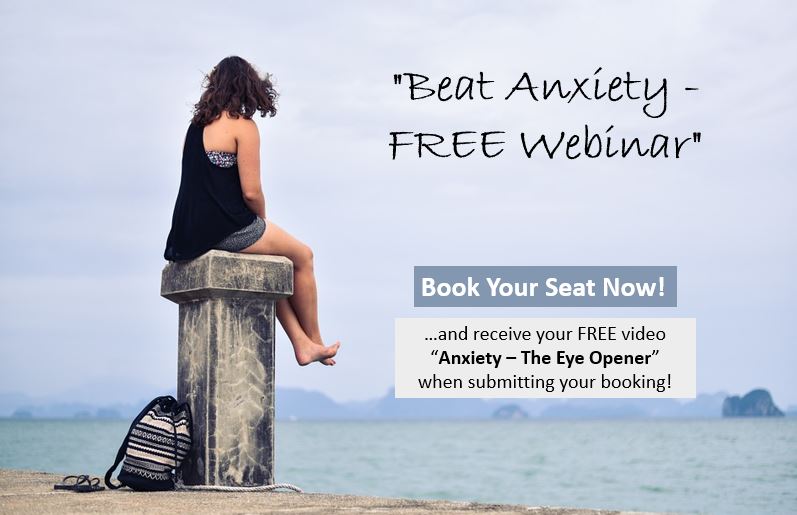 "Beat Anxiety -
FREE Webinar"
Book Your Seat Now!
...and receive your FREE video
“Anxiety – The Eye Opener”
when submitting your booking!